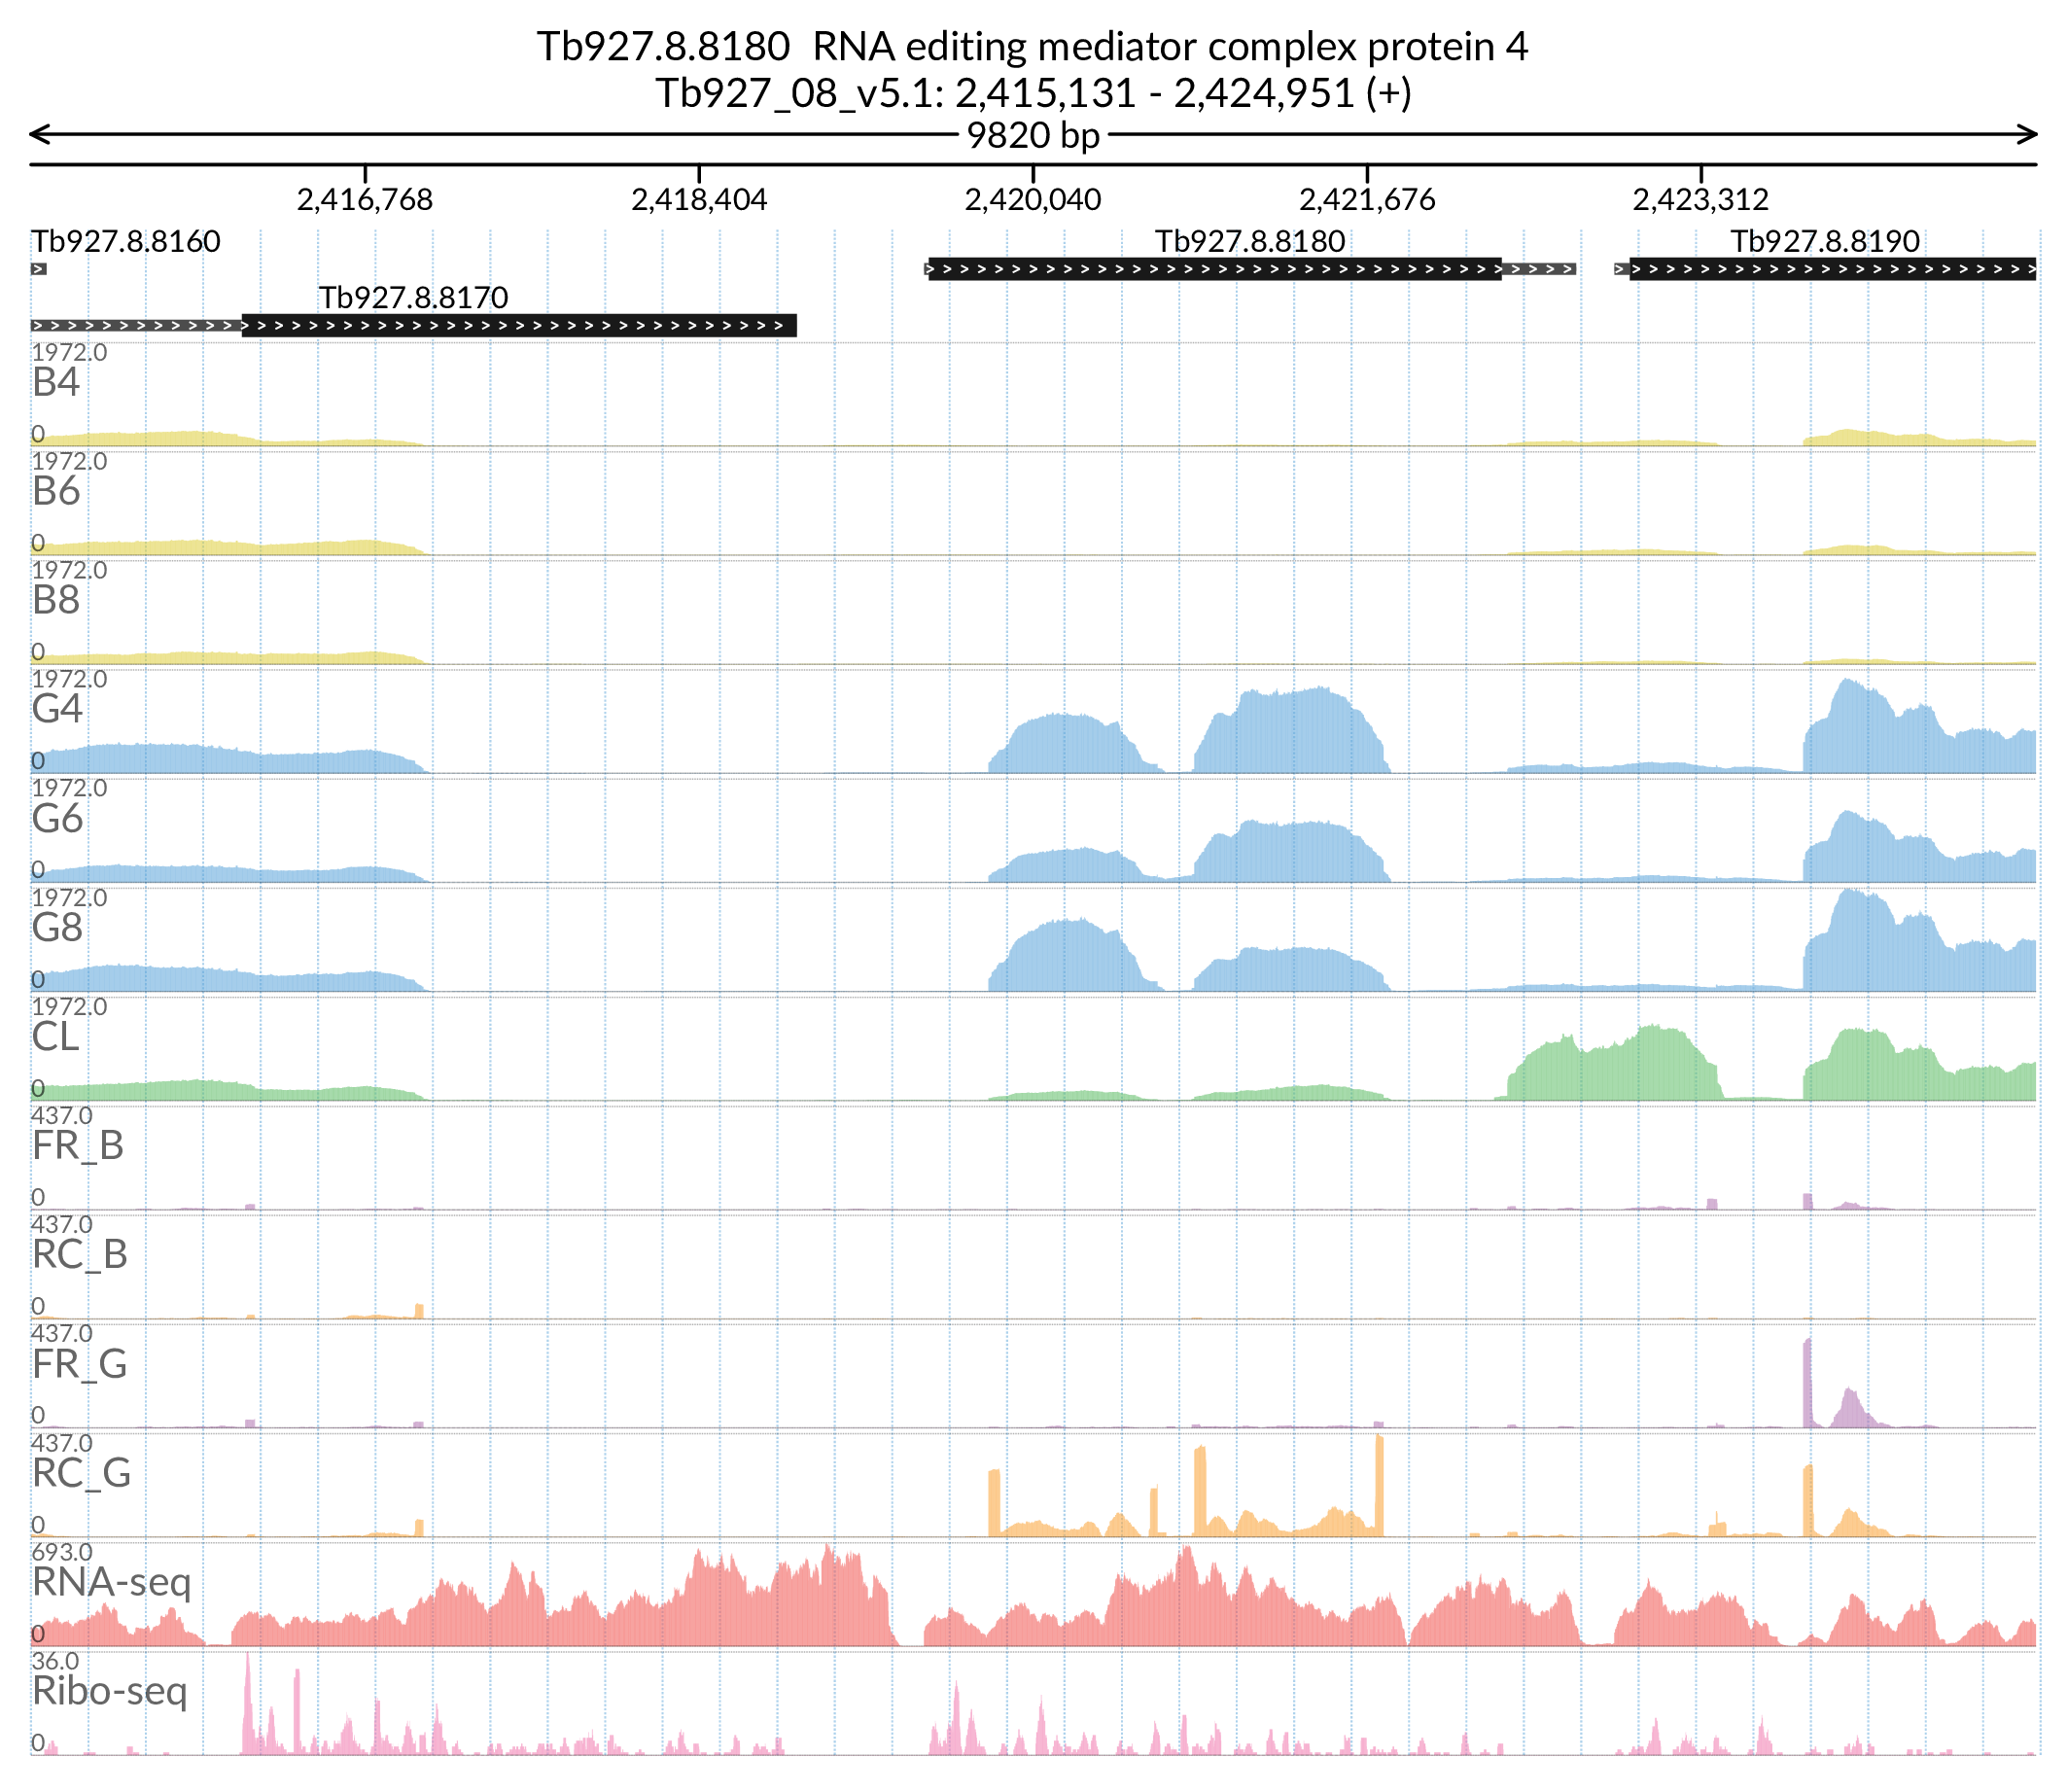 Tb927.8.8180  RNA editing mediator complex protein 4
Tb927_08_v5.1: 2,415,131 - 2,424,951 (+)
9820 bp
2,416,768 2,418,404 2,420,040 2,421,676 2,423,312
Tb927.8.8160 Tb927.8.8180 Tb927.8.8190
Tb927.8.8170
1972.0
B4
0
1972.0
B6
0
1972.0
B8
0
1972.0
G4
0
1972.0
G6
0
1972.0
G8
0
1972.0
CL
0
437.0
FR_B
0
437.0
RC_B
0
437.0
FR_G
0
437.0
RC_G
0
693.0
RNA-seq
0
36.0
Ribo-seq
0